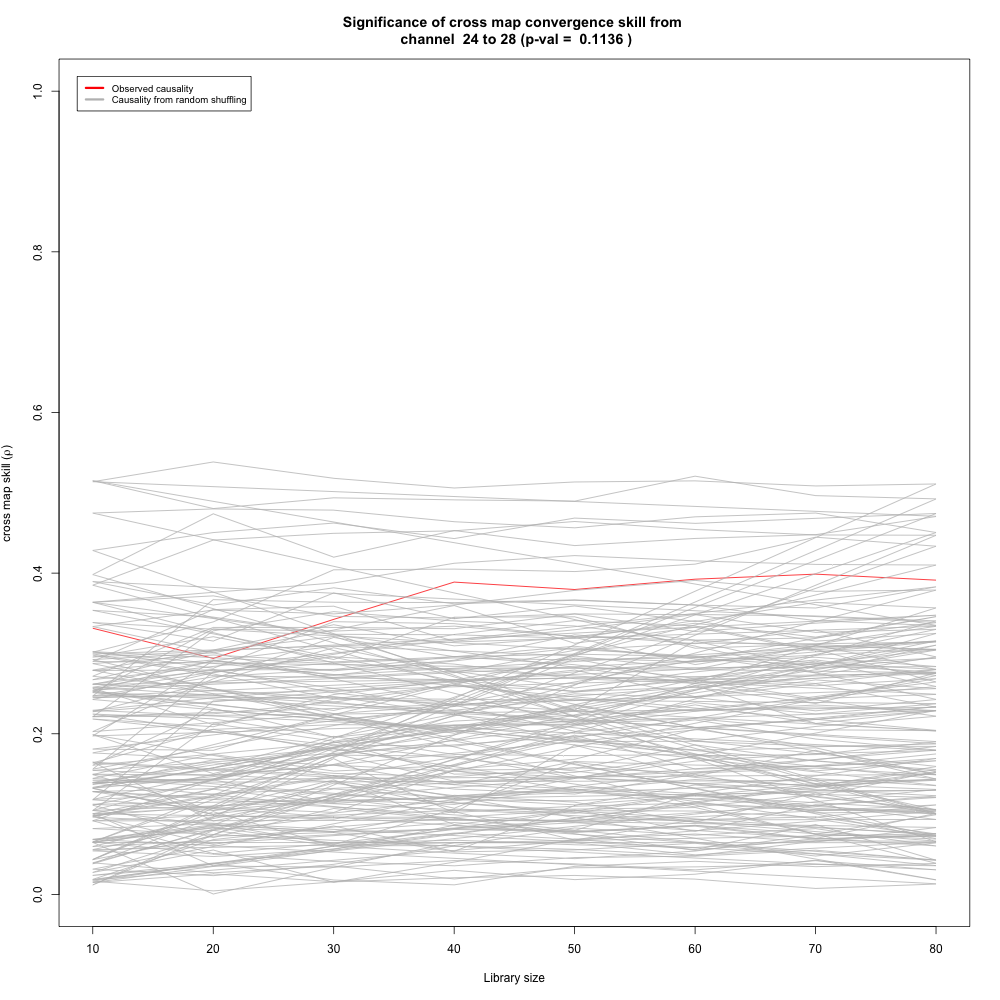 Significance of cross map convergence skill from
channel  24 to 28 (p-val =  0.1136 )
Observed causality
Causality from random shuffling
1.0
0.8
0.6
0.4
0.2
0.0
cross map skill (ρ)
10 20 30 40 50 60 70 80
Library size